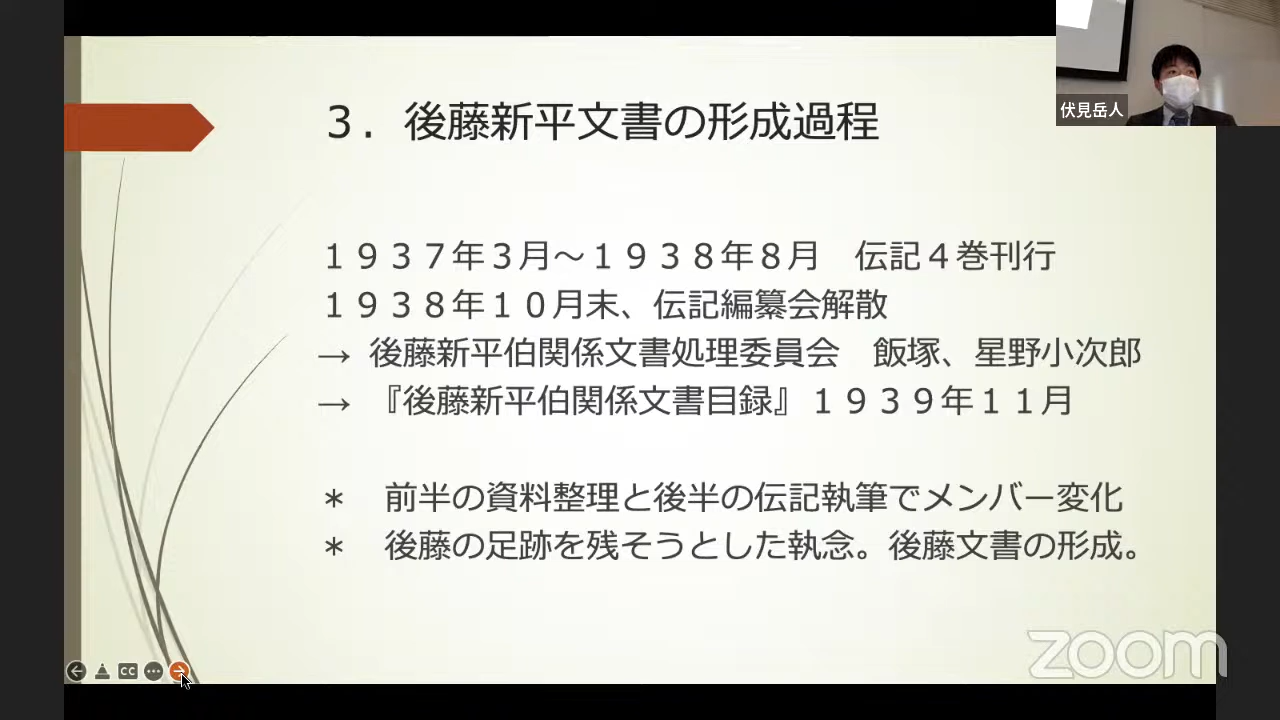 ３．後藤新平文書の形成過程
伏見岳人
１９３７年３月～１９３８年８月　伝記４巻刊行
１９３８年１０月末、伝記編纂会解散
→ 後藤新平伯関係文書処理委員会　飯塚、星野小次郎
→ 『後藤新平伯関係文書目録』１９３９年１１月
＊　前半の資料整理と後半の伝記執筆でメンバー変化
＊　後藤の足跡を残そうとした執念。後藤文書の形成。
CC
zoom